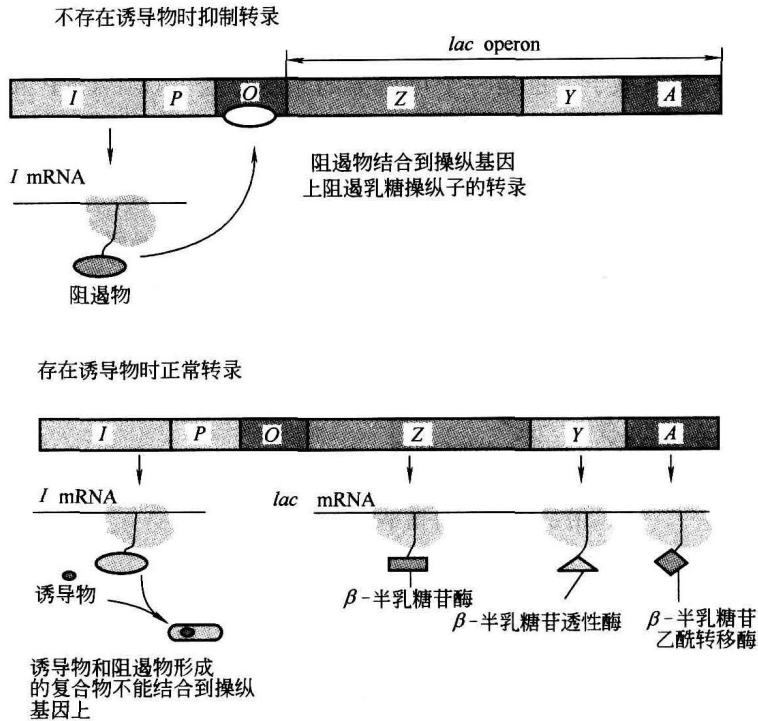 不存在诱导物时抑制转录
lac operon
I P O Z Y A
阻遏物结合到操纵基因
上阻遏乳糖操纵子的转录
I mRNA
阻遏物
存在诱导物时正常转录
I P O Z Y A
I mRNA
lac mRNA
诱导物
β-半乳糖苷酶
β-半乳糖苷透性酶
β-半乳糖苷
乙酰转移酶
诱导物和阻遏物形成
的复合物不能结合到操纵
基因上